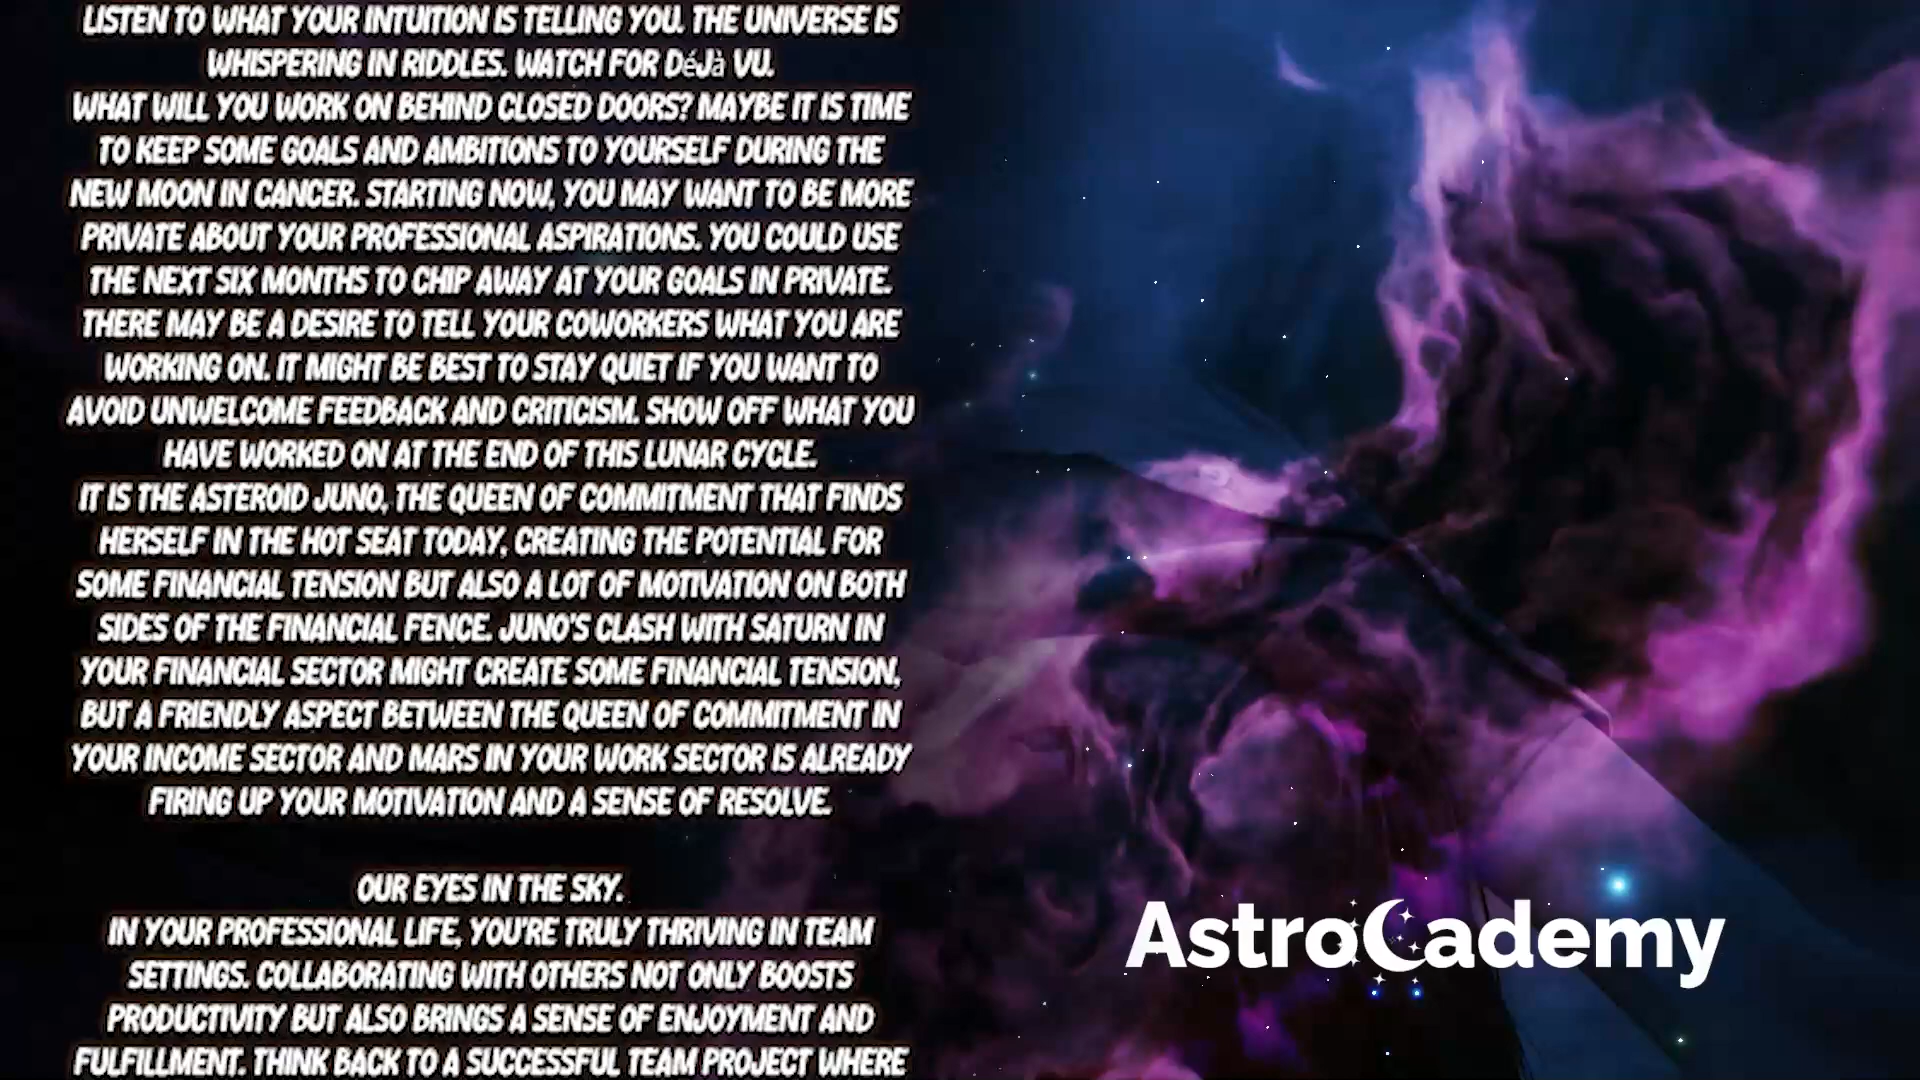 LISTEN TO WHAT YOUR INTUITION IS TELLING YOU. THE UNIVERSE IS
WHISPERING IN RIDDLES. WATCH FOR DéJà VU.
WHAT WILL YOU WORK ON BEHIND CLOSED DOORS? MAYBE IT IS TIME
TO KEEP SOME GOALS AND AMBITIONS TO YOURSELF DURING THE
NEW MOON IN CANCER. STARTING NOW, YOU MAY WANT TO BE MORE
PRIVATE ABOUT YOUR PROFESSIONAL ASPIRATIONS. YOU COULD USE
THE NEXT SIX MONTHS TO CHIP AWAY AT YOUR GOALS IN PRIVATE.
THERE MAY BE A DESIRE TO TELL YOUR COWORKERS WHAT YOU ARE
WORKING ON. IT MIGHT BE BEST TO STAY QUIET IF YOU WANT TO
AVOID UNWELCOME FEEDBACK AND CRITICISM. SHOW OFF WHAT YOU
HAVE WORKED ON AT THE END OF THIS LUNAR CYCLE.
IT IS THE ASTEROID JUNO, THE QUEEN OF COMMITMENT THAT FINDS
HERSELF IN THE HOT SEAT TODAY, CREATING THE POTENTIAL FOR
SOME FINANCIAL TENSION BUT ALSO A LOT OF MOTIVATION ON BOTH
SIDES OF THE FINANCIAL FENCE. JUNO'S CLASH WITH SATURN IN
YOUR FINANCIAL SECTOR MIGHT CREATE SOME FINANCIAL TENSION,
BUT A FRIENDLY ASPECT BETWEEN THE QUEEN OF COMMITMENT IN
YOUR INCOME SECTOR AND MARS IN YOUR WORK SECTOR IS ALREADY
FIRING UP YOUR MOTIVATION AND A SENSE OF RESOLVE.
OUR EYES IN THE SKY.
IN YOUR PROFESSIONAL LIFE, YOU'RE TRULY THRIVING IN TEAM
SETTINGS. COLLABORATING WITH OTHERS NOT ONLY BOOSTS
PRODUCTIVITY BUT ALSO BRINGS A SENSE OF ENJOYMENT AND
FULFILLMENT. THINK BACK TO A SUCCESSFUL TEAM PROJECT WHERE
AstroCademy